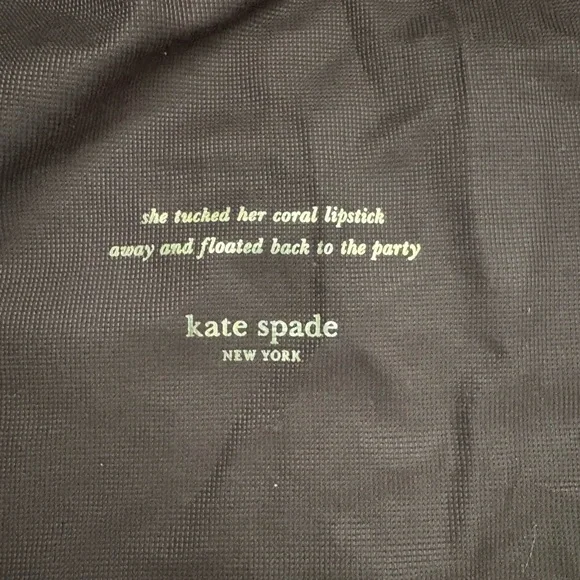 she tucked her coral lipstick
away and floated back to the party
kate spade
NEW YORK